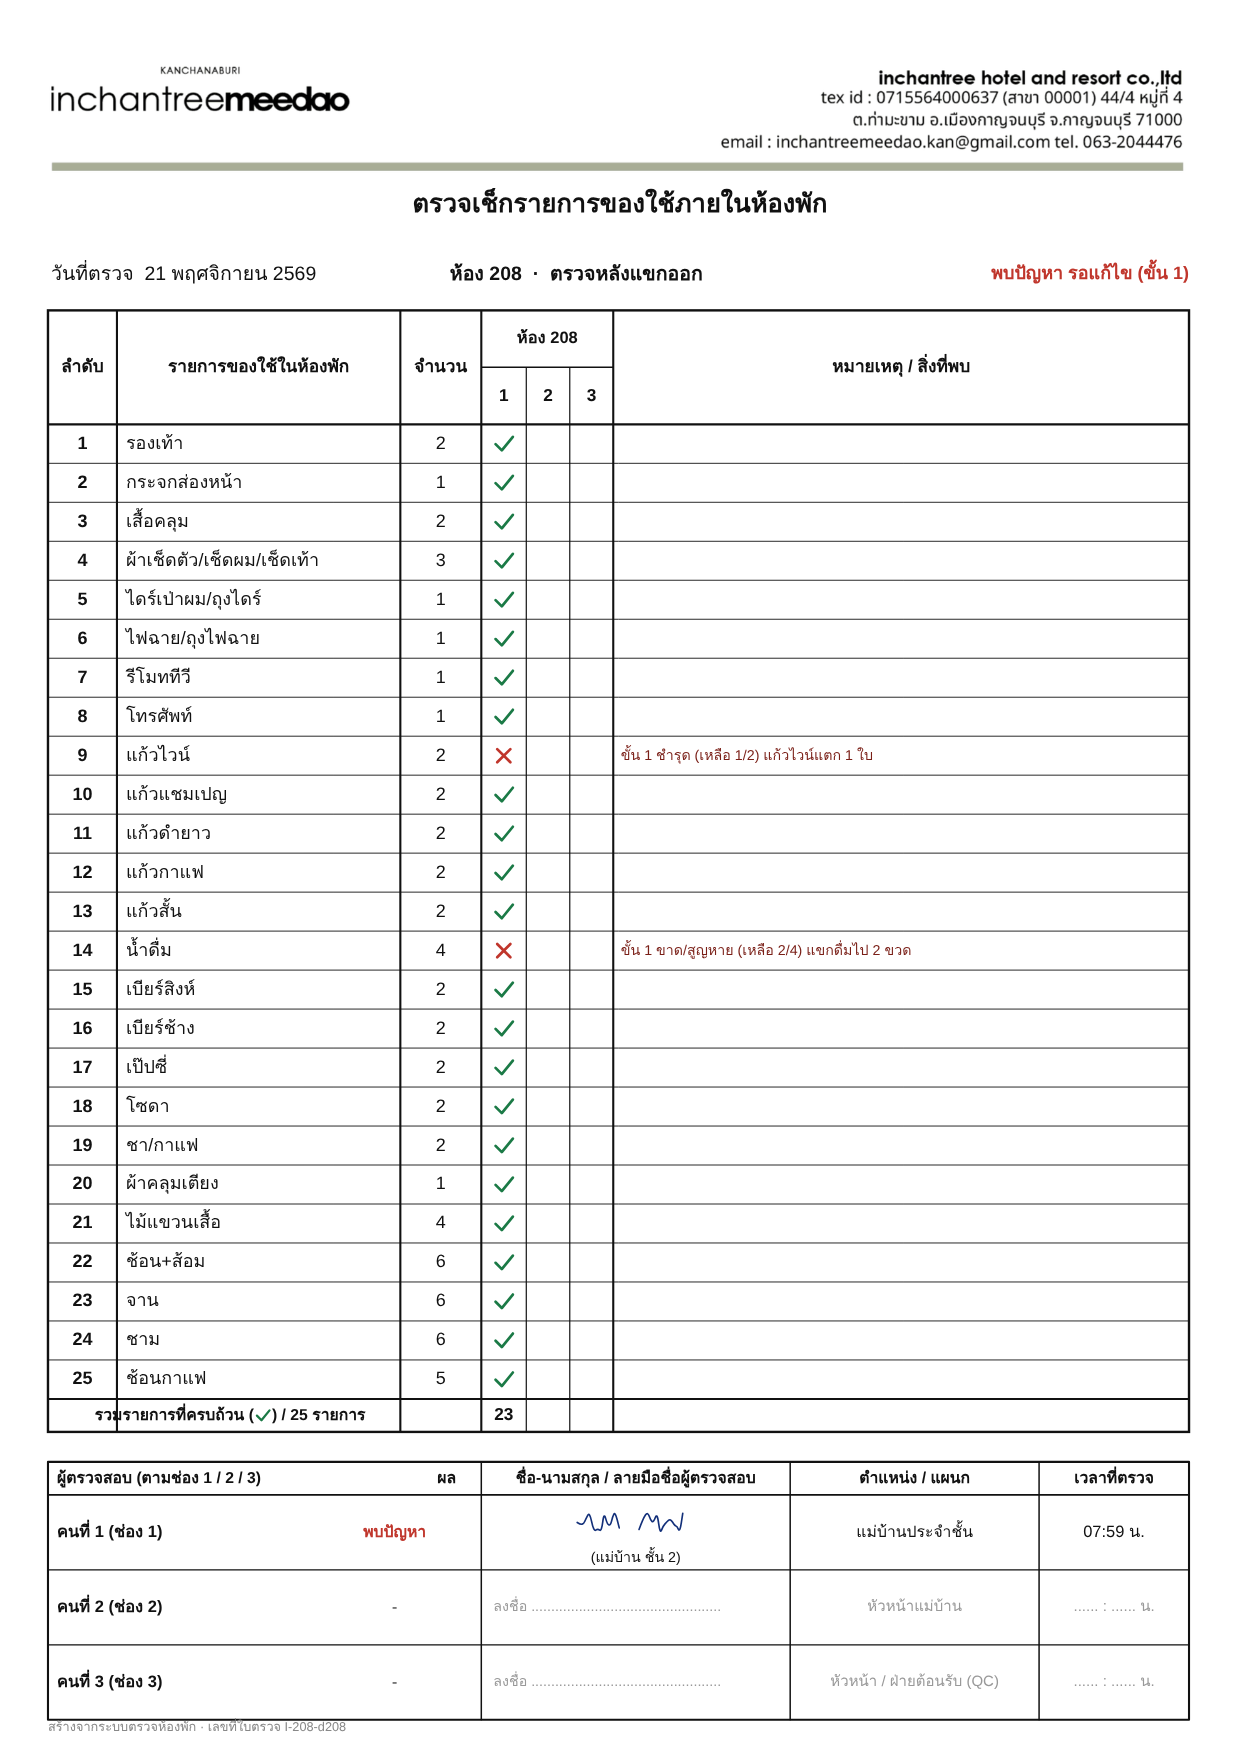 KANCHANABURI
inchantreemeedao
inchantree hotel and resort co.,ltd
tex id : 0715564000637 (สาขา 00001) 44/4 หมู่ที่ 4
ต.ท่ามะขาม อ.เมืองกาญจนบุรี จ.กาญจนบุรี 71000
email : inchantreemeedao.kan@gmail.com tel. 063-2044476
ตรวจเช็กรายการของใช้ภายในห้องพัก
วันที่ตรวจ 21 พฤศจิกายน 2569 ห้อง 208 · ตรวจหลังแขกออก พบปัญหา รอแก้ไข (ขั้น 1)
ลำดับ รายการของใช้ในห้องพัก จำนวน ห้อง 208 หมายเหตุ / สิ่งที่พบ
1 2 3
1 รองเท้า 2 ✓
2 กระจกส่องหน้า 1 ✓
3 เสื้อคลุม 2 ✓
4 ผ้าเช็ดตัว/เช็ดผม/เช็ดเท้า 3 ✓
5 ไดร์เป่าผม/ถุงไดร์ 1 ✓
6 ไฟฉาย/ถุงไฟฉาย 1 ✓
7 รีโมททีวี 1 ✓
8 โทรศัพท์ 1 ✓
9 แก้วไวน์ 2 ✗ ขั้น 1 ชำรุด (เหลือ 1/2) แก้วไวน์แตก 1 ใบ
10 แก้วแชมเปญ 2 ✓
11 แก้วดำยาว 2 ✓
12 แก้วกาแฟ 2 ✓
13 แก้วสั้น 2 ✓
14 น้ำดื่ม 4 ✗ ขั้น 1 ขาด/สูญหาย (เหลือ 2/4) แขกดื่มไป 2 ขวด
15 เบียร์สิงห์ 2 ✓
16 เบียร์ช้าง 2 ✓
17 เป๊ปซี่ 2 ✓
18 โซดา 2 ✓
19 ชา/กาแฟ 2 ✓
20 ผ้าคลุมเตียง 1 ✓
21 ไม้แขวนเสื้อ 4 ✓
22 ช้อน+ส้อม 6 ✓
23 จาน 6 ✓
24 ชาม 6 ✓
25 ช้อนกาแฟ 5 ✓
รวมรายการที่ครบถ้วน (✓) / 25 รายการ 23
ผู้ตรวจสอบ (ตามช่อง 1 / 2 / 3) ผล ชื่อ-นามสกุล / ลายมือชื่อผู้ตรวจสอบ ตำแหน่ง / แผนก เวลาที่ตรวจ
คนที่ 1 (ช่อง 1) พบปัญหา แม่บ้านประจำชั้น 07:59 น.
(แม่บ้าน ชั้น 2)
คนที่ 2 (ช่อง 2) - ลงชื่อ ................................................ หัวหน้าแม่บ้าน ...... : ...... น.
คนที่ 3 (ช่อง 3) - ลงชื่อ ................................................ หัวหน้า / ฝ่ายต้อนรับ (QC) ...... : ...... น.
สร้างจากระบบตรวจห้องพัก · เลขที่ใบตรวจ I-208-d208